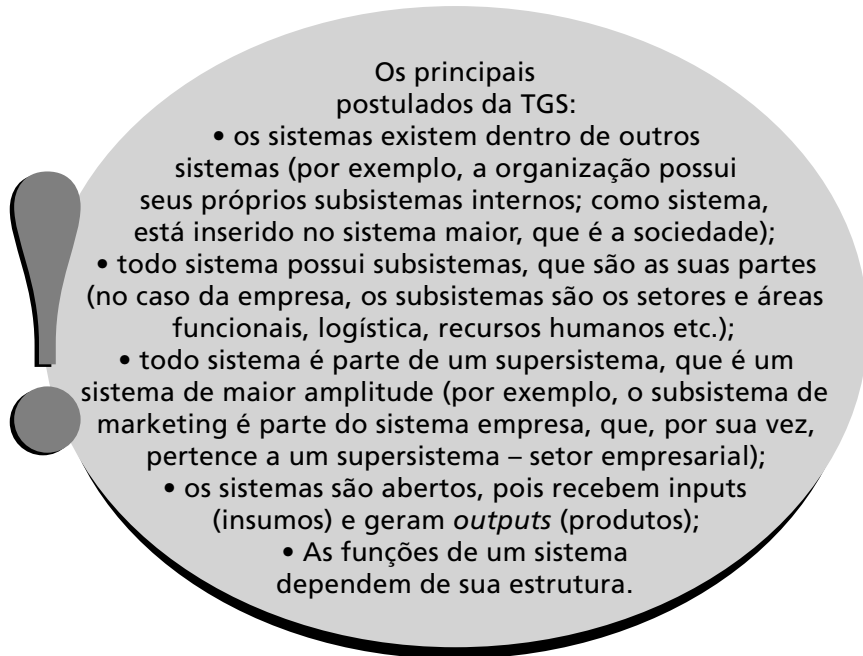 Os principais
postulados da TGS:
• os sistemas existem dentro de outros
sistemas (por exemplo, a organização possui
seus próprios subsistemas internos; como sistema,
está inserido no sistema maior, que é a sociedade);
• todo sistema possui subsistemas, que são as suas partes
(no caso da empresa, os subsistemas são os setores e áreas
funcionais, logística, recursos humanos etc.);
• todo sistema é parte de um supersistema, que é um
sistema de maior amplitude (por exemplo, o subsistema de
marketing é parte do sistema empresa, que, por sua vez,
pertence a um supersistema – setor empresarial);
• os sistemas são abertos, pois recebem inputs
(insumos) e geram outputs (produtos);
• As funções de um sistema
dependem de sua estrutura.
!